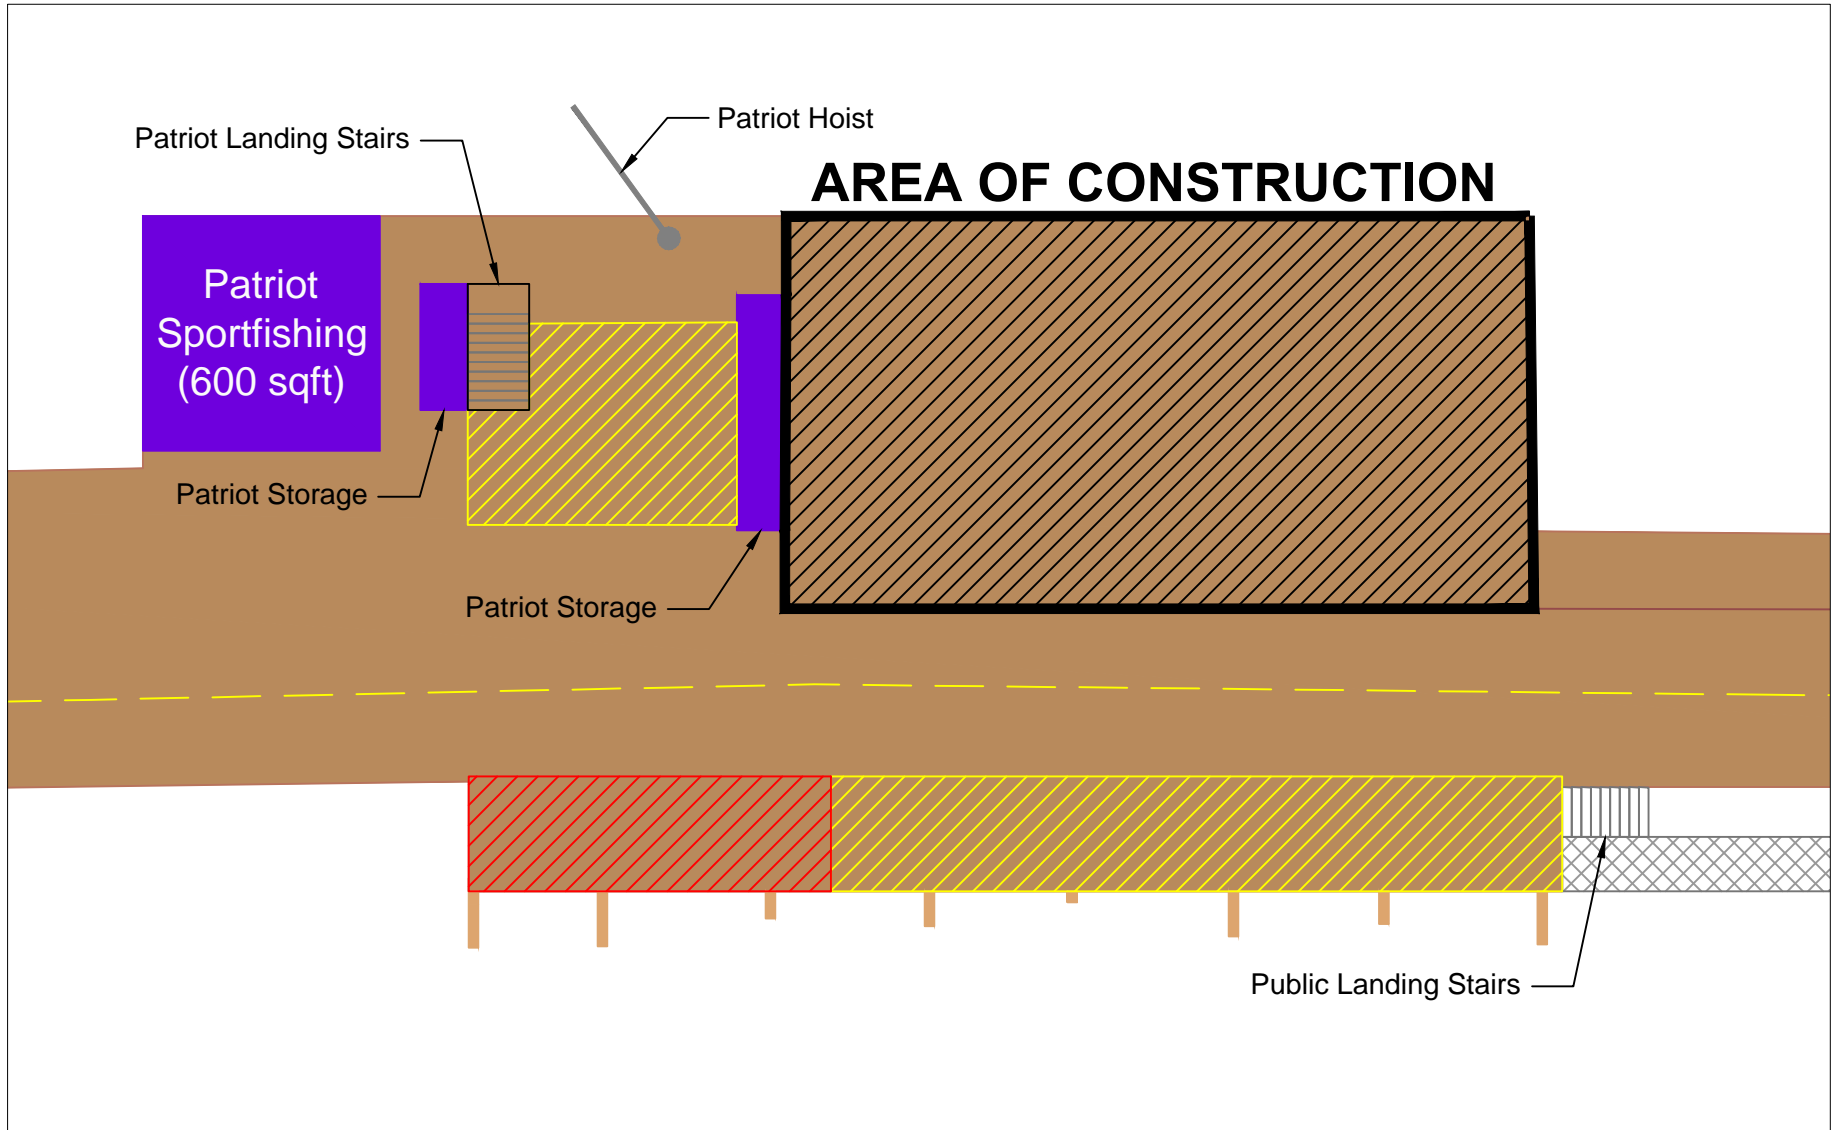 Patriot Hoist
Patriot Landing Stairs
AREA OF CONSTRUCTION
Patriot
Sportfishing
(600 sqft)
Patriot Storage
Patriot Storage
Public Landing Stairs